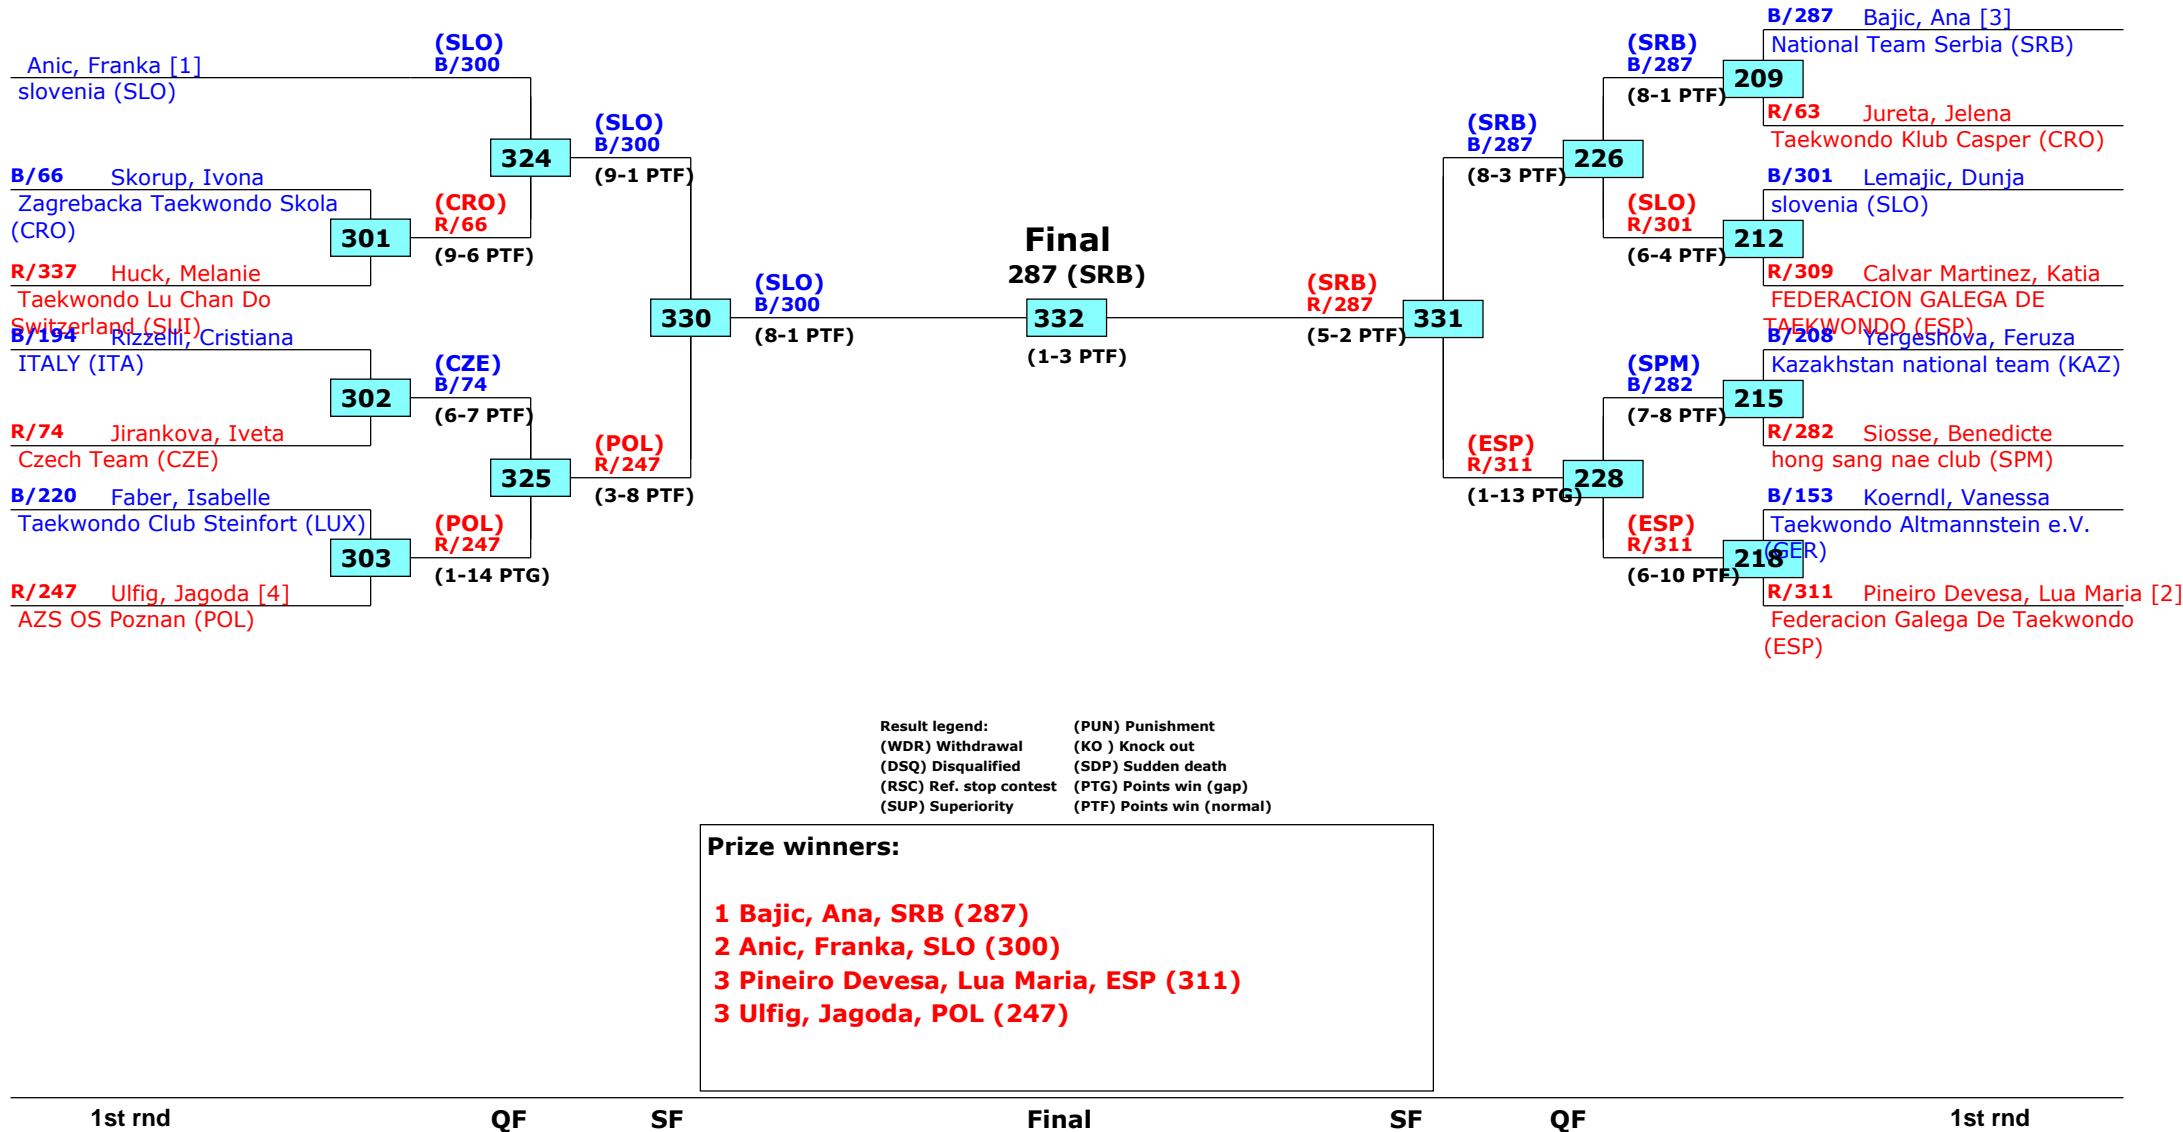 Anic, Franka [1]
slovenia (SLO)
B/66 Skorup, Ivona
Zagrebacka Taekwondo Skola
(CRO)
R/337 Huck, Melanie
Taekwondo Lu Chan Do
Switzerland (SUI)
B/194 Rizzelli, Cristiana
ITALY (ITA)
R/74 Jirankova, Iveta
Czech Team (CZE)
B/220 Faber, Isabelle
Taekwondo Club Steinfort (LUX)
R/247 Ulfig, Jagoda [4]
AZS OS Poznan (POL)
301
302
303
(SLO)
B/300
(CRO)
R/66
(9-6 PTF)
(CZE)
B/74
(6-7 PTF)
(POL)
R/247
(1-14 PTG)
324
325
(SLO)
B/300
(9-1 PTF)
(POL)
R/247
(3-8 PTF)
330
(SLO)
B/300
(8-1 PTF)
Final
287 (SRB)
332
(1-3 PTF)
(SRB)
R/287
(5-2 PTF)
331
(SRB)
B/287
(8-3 PTF)
(ESP)
R/311
(1-13 PTG)
226
228
(SRB)
B/287
(8-1 PTF)
(SLO)
R/301
(6-4 PTF)
(SPM)
B/282
(7-8 PTF)
(ESP)
R/311
(6-10 PTF)
209
212
215
218
B/287 Bajic, Ana [3]
National Team Serbia (SRB)
R/63 Jureta, Jelena
Taekwondo Klub Casper (CRO)
B/301 Lemajic, Dunja
slovenia (SLO)
R/309 Calvar Martinez, Katia
FEDERACION GALEGA DE
TAEKWONDO (ESP)
B/208 Yergeshova, Feruza
Kazakhstan national team (KAZ)
R/282 Siosse, Benedicte
hong sang nae club (SPM)
B/153 Koerndl, Vanessa
Taekwondo Altmannstein e.V.
(GER)
R/311 Pineiro Devesa, Lua Maria [2]
Federacion Galega De Taekwondo
(ESP)
Result legend: (PUN) Punishment
(WDR) Withdrawal (KO ) Knock out
(DSQ) Disqualified (SDP) Sudden death
(RSC) Ref. stop contest (PTG) Points win (gap)
(SUP) Superiority (PTF) Points win (normal)
Prize winners:
1 Bajic, Ana, SRB (287)
2 Anic, Franka, SLO (300)
3 Pineiro Devesa, Lua Maria, ESP (311)
3 Ulfig, Jagoda, POL (247)
1st rnd QF SF Final SF QF 1st rnd